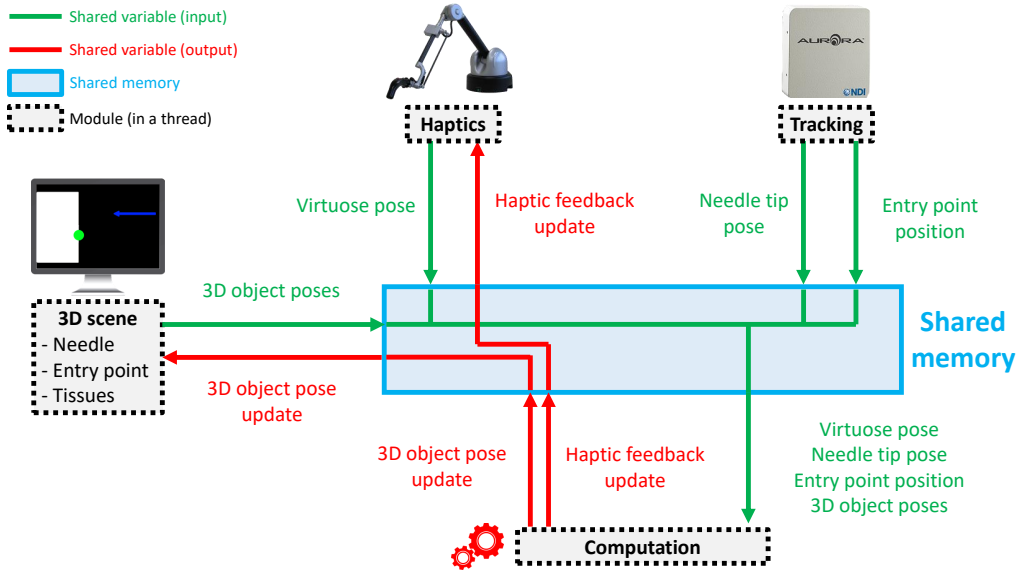 Shared variable (input)
Shared variable (output)
Shared memory
Module (in a thread)
AURORA
NDI
Haptics
Tracking
Virtuose pose
Haptic feedback
update
Needle tip
pose
Entry point
position
3D object poses
3D scene
- Needle
- Entry point
- Tissues
Shared
memory
3D object pose
update
3D object pose
update
Haptic feedback
update
Virtuose pose
Needle tip pose
Entry point position
3D object poses
Computation